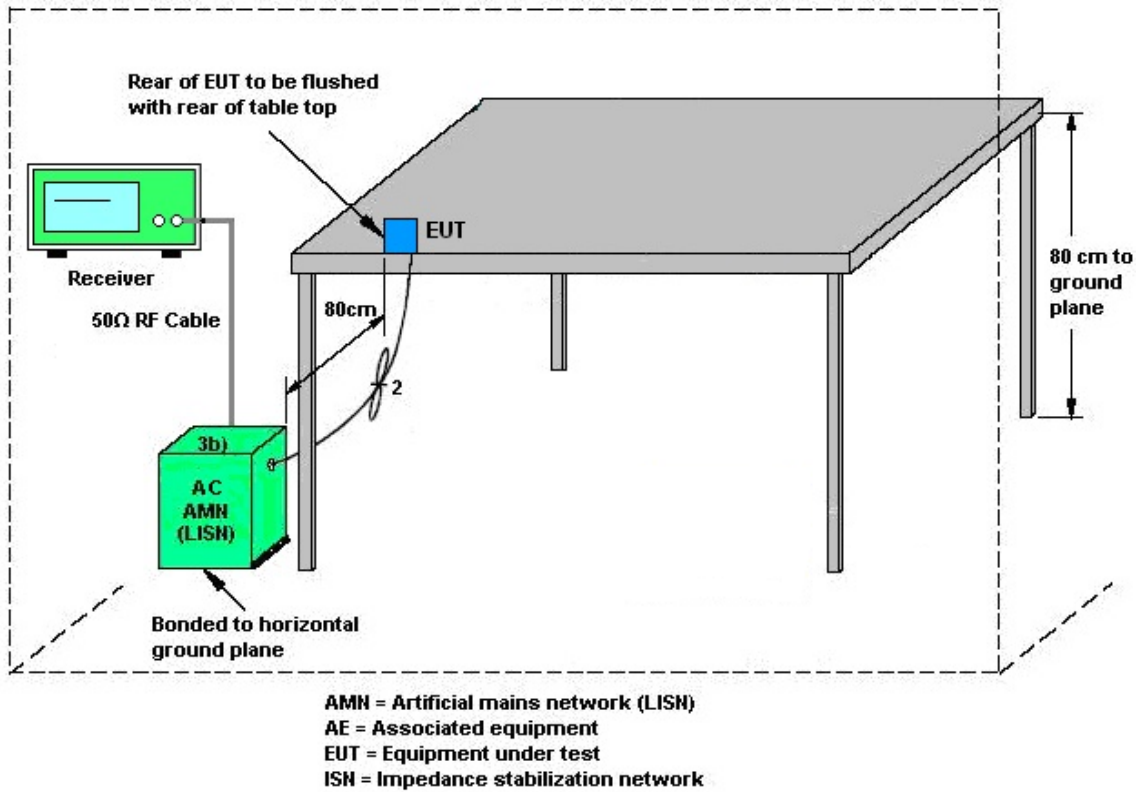 Rear of EUT to be flushed
with rear of table top
EUT
Receiver
80 cm to
ground
plane
80cm
50Ω RF Cable
2
3b)
AC
AMN
(LISN)
Bonded to horizontal
ground plane
AMN = Artificial mains network (LISN)
AE = Associated equipment
EUT = Equipment under test
ISN = Impedance stabilization network